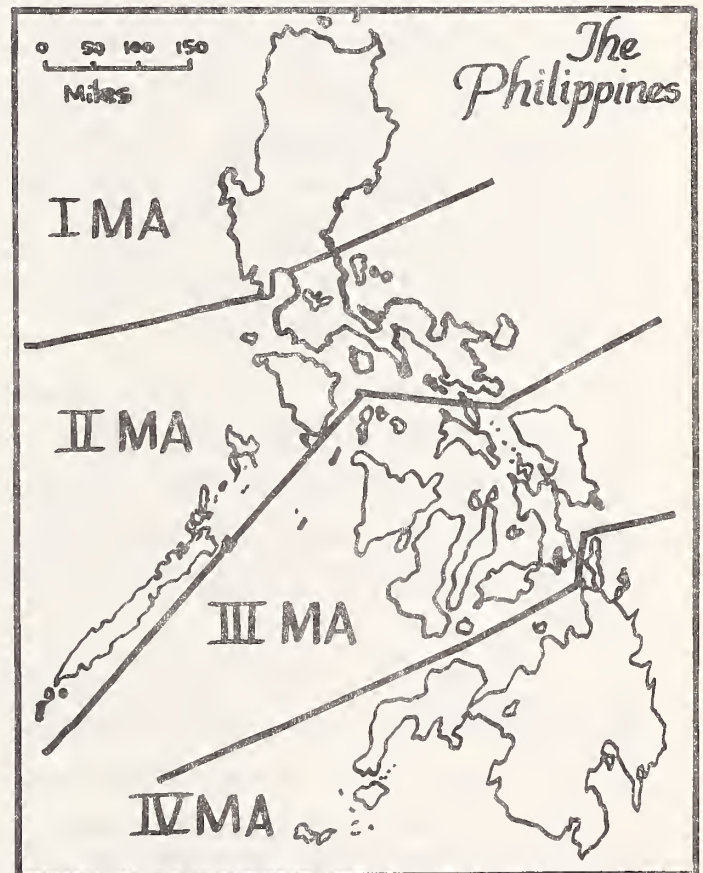 The
Philippines
0 50 100 150
Miles
I MA
II MA
III MA
IV MA